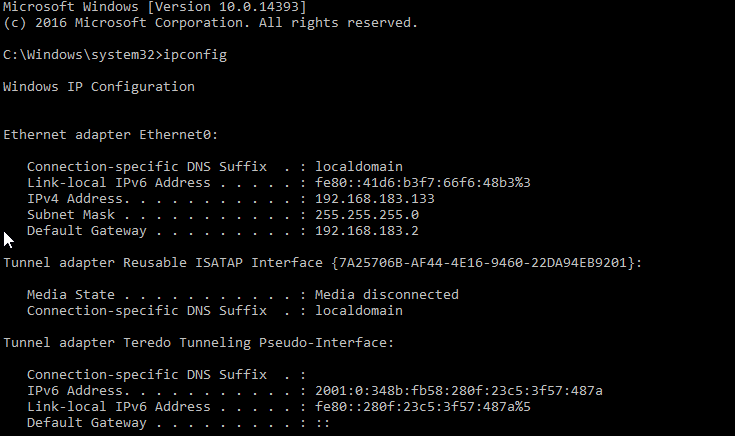 Microsoft Windows [Version 10.0.14393]
(c) 2016 Microsoft Corporation. All rights reserved.
C:\Windows\system32>ipconfig
Windows IP Configuration
Ethernet adapter Ethernet0:
Connection-specific DNS Suffix . : localdomain
Link-local IPv6 Address . . . . . : fe80::41d6:b3f7:66f6:48b3%3
IPv4 Address. . . . . . . . . . . : 192.168.183.133
Subnet Mask . . . . . . . . . . . : 255.255.255.0
Default Gateway . . . . . . . . . : 192.168.183.2
Tunnel adapter Reusable ISATAP Interface {7A25706B-AF44-4E16-9460-22DA94EB9201}:
Media State . . . . . . . . . . . : Media disconnected
Connection-specific DNS Suffix . : localdomain
Tunnel adapter Teredo Tunneling Pseudo-Interface:
Connection-specific DNS Suffix . :
IPv6 Address. . . . . . . . . . . : 2001:0:348b:fb58:280f:23c5:3f57:487a
Link-local IPv6 Address . . . . . : fe80::280f:23c5:3f57:487a%5
Default Gateway . . . . . . . . . : ::